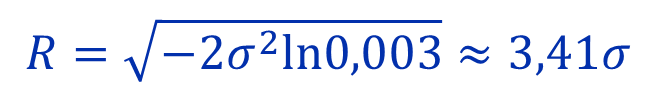 R = √(−2σ²ln0,003) ≈ 3,41σ